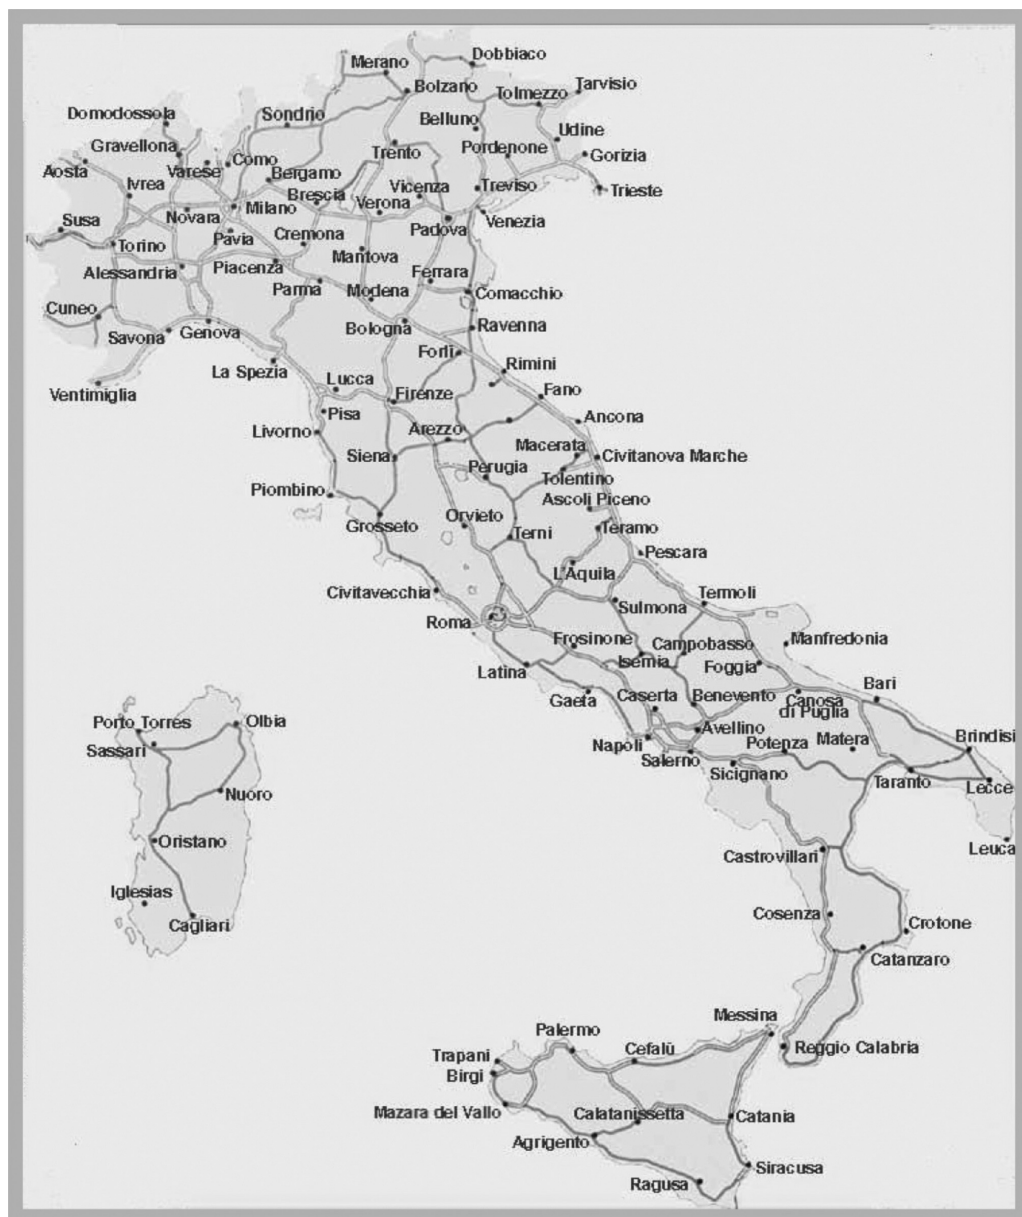 Dobbiaco
Merano
Bolzano
Tarvisio
Tolmezzo
Domodossola
Sondrio
Belluno
Udine
Gravellona
Trento
Pordenone
Gorizia
Como
Aosta
Varese
Bergamo
Ivrea
Vicenza
Treviso
Trieste
Brescia
Verona
Novara
Milano
Venezia
Susa
Padova
Pavia
Cremona
Torino
Mantova
Alessandria
Piacenza
Ferrara
Parma
Modena
Comacchio
Cuneo
Bologna
Ravenna
Savona
Genova
Forlì
Rimini
La Spezia
Lucca
Ventimiglia
Firenze
Fano
Pisa
Ancona
Livorno
Arezzo
Macerata
Siena
Civitanova Marche
Perugia
Tolentino
Piombino
Ascoli Piceno
Grosseto
Orvieto
Terni
Teramo
Pescara
L'Aquila
Civitavecchia
Termoli
Sulmona
Roma
Frosinone
Campobasso
Manfredonia
Isernia
Foggia
Latina
Bari
Gaeta
Caserta
Benevento
Canosa
di Puglia
Porto Torres
Olbia
Avellino
Brindisi
Sassari
Napoli
Potenza
Matera
Salerno
Sicignano
Taranto
Lecce
Nuoro
Oristano
Leuca
Castrovillari
Iglesias
Cosenza
Cagliari
Crotone
Catanzaro
Messina
Palermo
Cefalù
Reggio Calabria
Trapani
Birgi
Mazara del Vallo
Calatanissetta
Catania
Agrigento
Siracusa
Ragusa